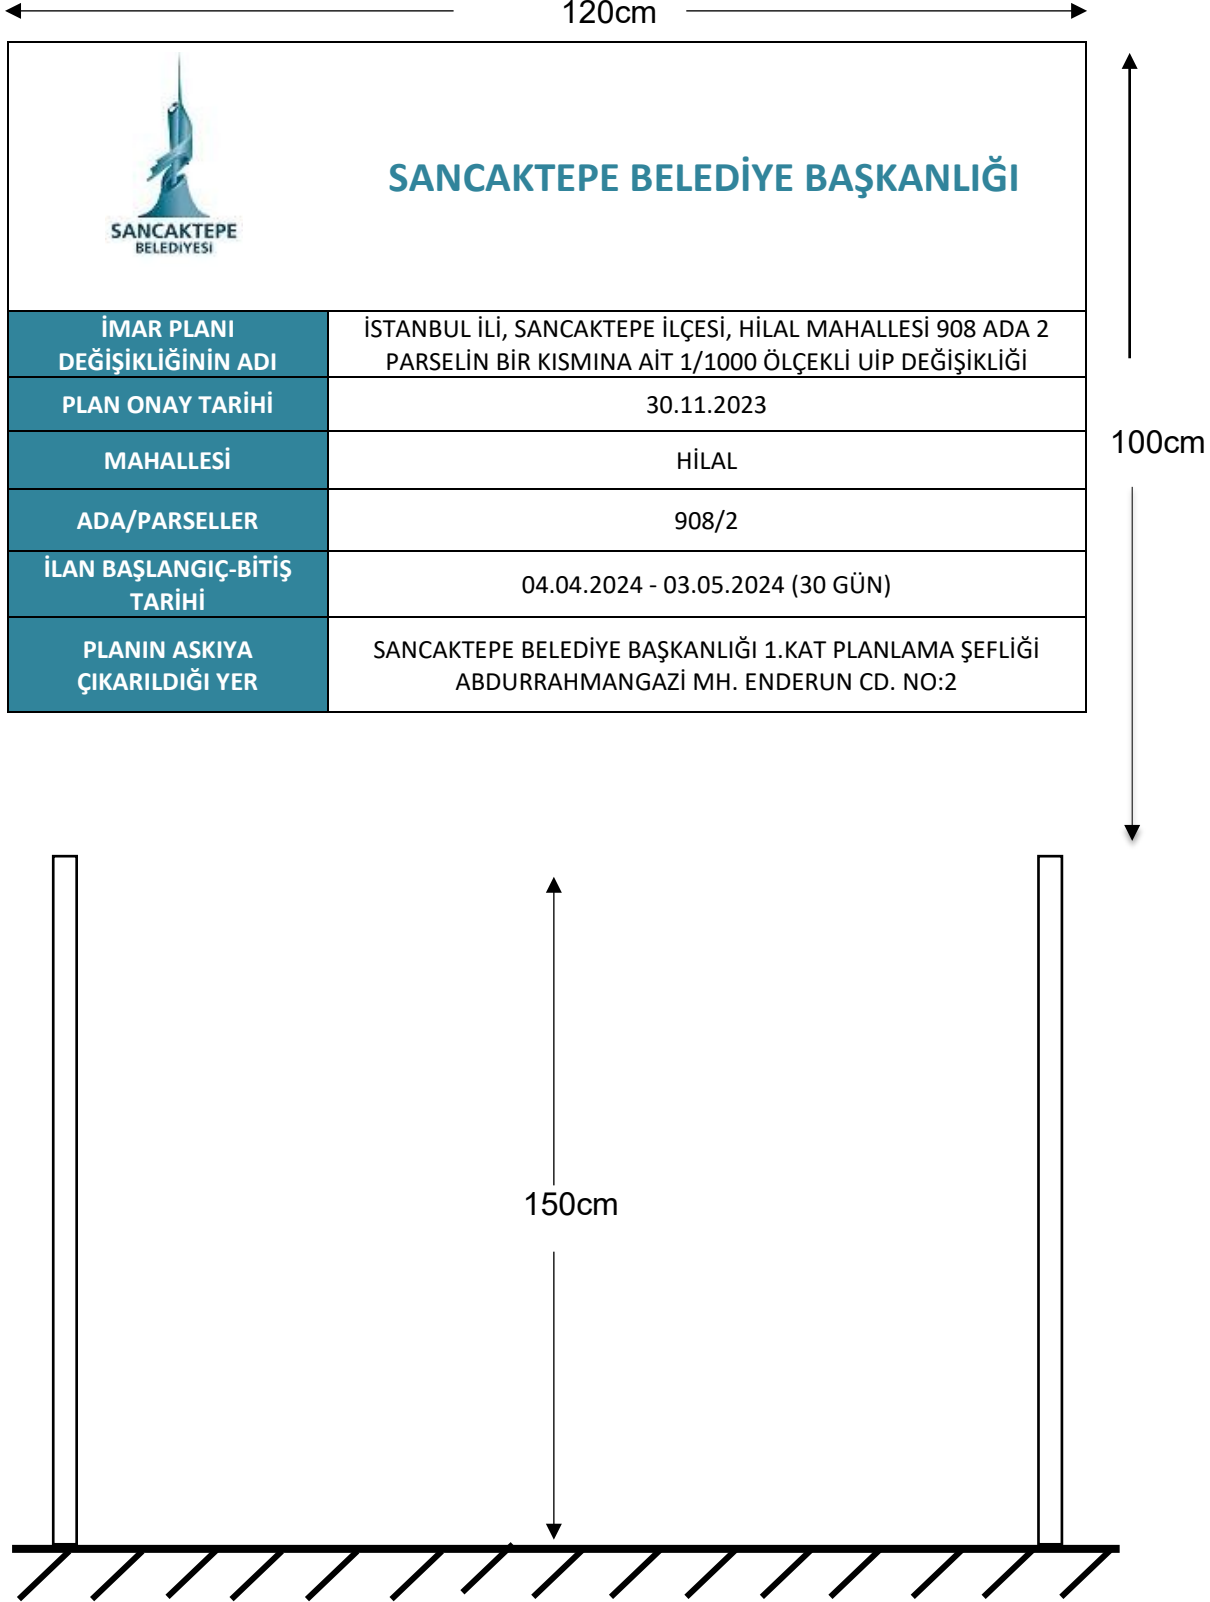 120cm
SANCAKTEPE
BELEDİYESİ
SANCAKTEPE BELEDİYE BAŞKANLIĞI
İMAR PLANI
DEĞİŞİKLİĞİNİN ADI
İSTANBUL İLİ, SANCAKTEPE İLÇESİ, HİLAL MAHALLESİ 908 ADA 2
PARSELİN BİR KISMINA AİT 1/1000 ÖLÇEKLİ UİP DEĞİŞİKLİĞİ
PLAN ONAY TARİHİ
30.11.2023
MAHALLESİ
HİLAL
ADA/PARSELLER
908/2
İLAN BAŞLANGIÇ-BİTİŞ
TARİHİ
04.04.2024 - 03.05.2024 (30 GÜN)
PLANIN ASKIYA
ÇIKARILDIĞI YER
SANCAKTEPE BELEDİYE BAŞKANLIĞI 1.KAT PLANLAMA ŞEFLİĞİ
ABDURRAHMANGAZİ MH. ENDERUN CD. NO:2
100cm
150cm